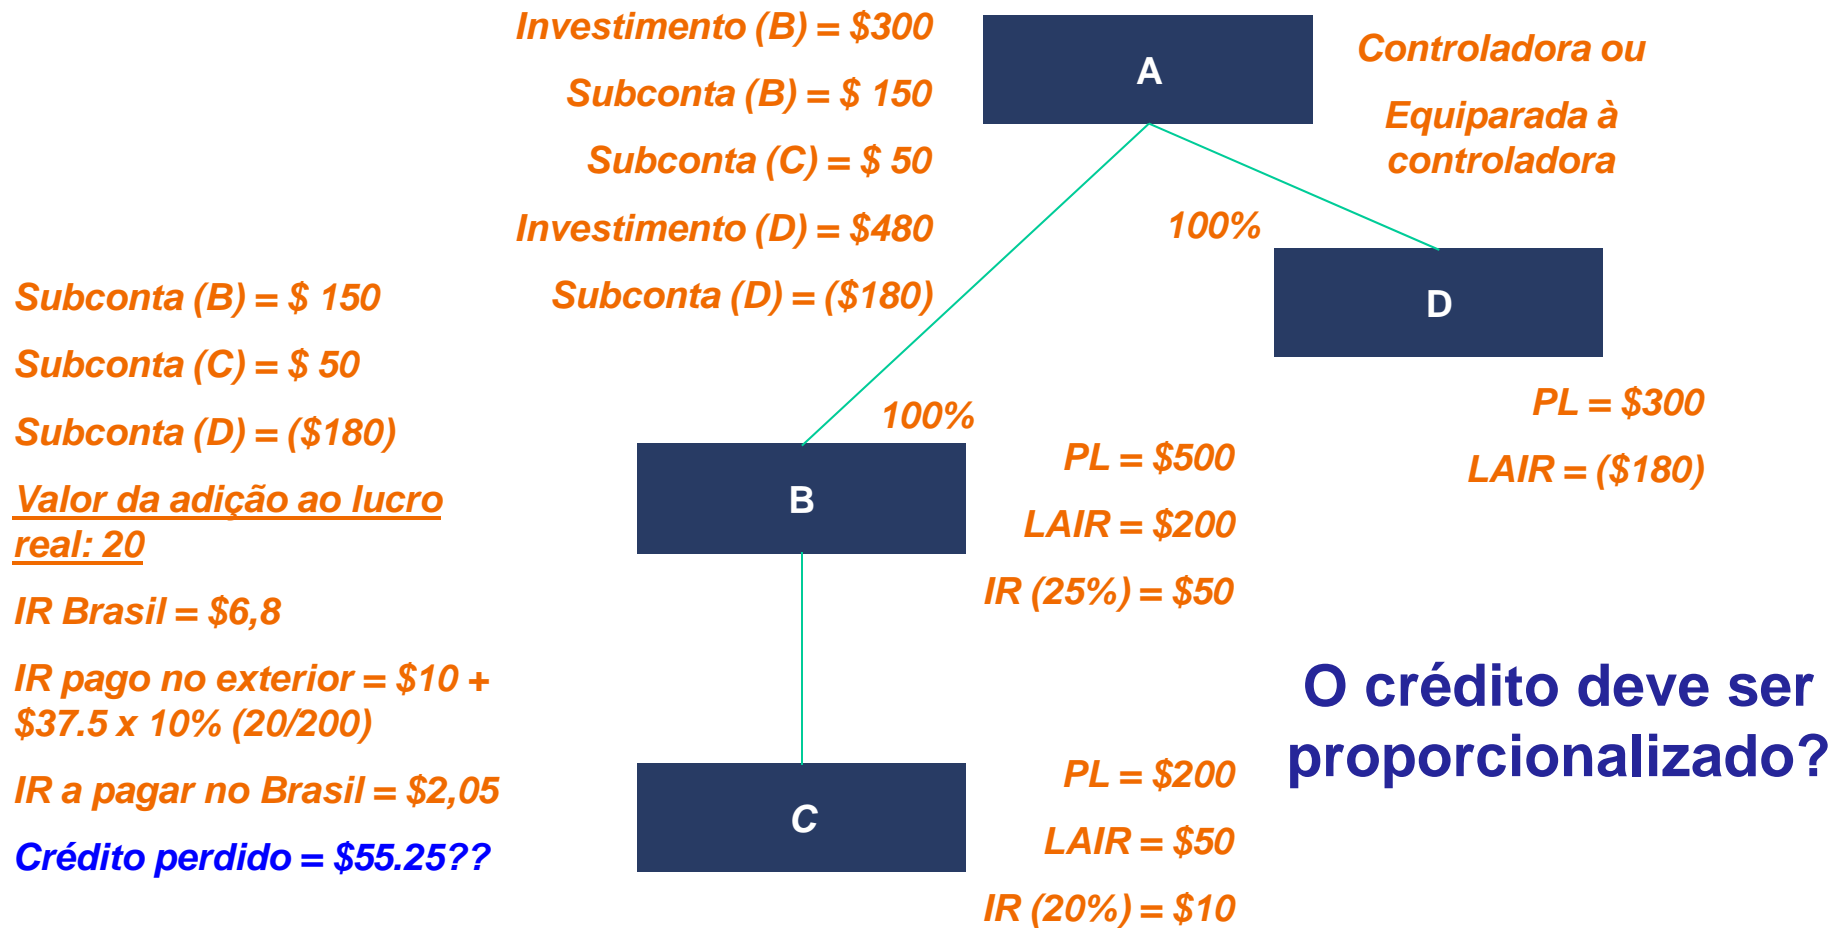 Investimento (B) = $300
Subconta (B) = $ 150
Subconta (C) = $ 50
Investimento (D) = $480
Subconta (D) = ($180)
A
Controladora ou
Equiparada à
controladora
100%
D
PL = $300
LAIR = ($180)
Subconta (B) = $ 150
Subconta (C) = $ 50
Subconta (D) = ($180)
Valor da adição ao lucro
real: 20
IR Brasil = $6,8
IR pago no exterior = $10 +
$37.5 x 10% (20/200)
IR a pagar no Brasil = $2,05
Crédito perdido = $55.25??
100%
B
PL = $500
LAIR = $200
IR (25%) = $50
C
PL = $200
LAIR = $50
IR (20%) = $10
O crédito deve ser
proporcionalizado?